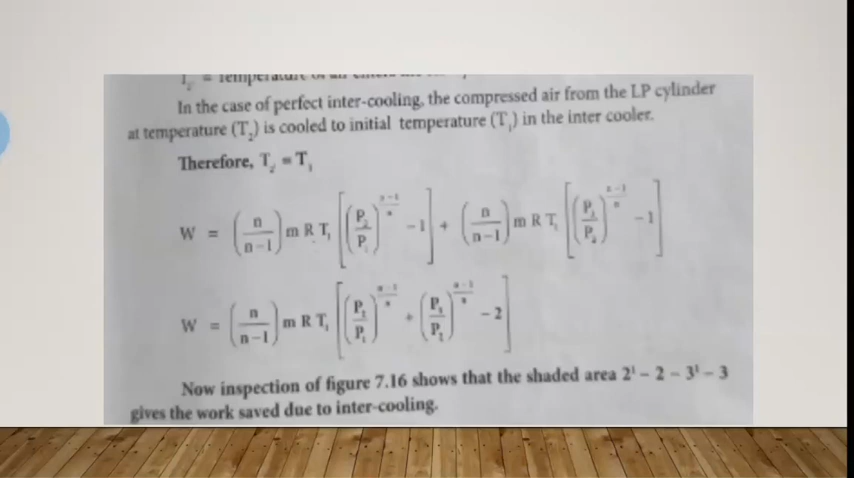 In the case of perfect inter-cooling, the compressed air from the LP cylinder
at temperature (T₂) is cooled to initial temperature (T₁) in the inter cooler.
Therefore, T₂' = T₁
W = (n/n−1) m R T₁ [(P₂/P₁)^(n−1/n) − 1] + (n/n−1) m R T₁ [(P₃/P₂)^(n−1/n) − 1]
W = (n/n−1) m R T₁ [(P₂/P₁)^(n−1/n) + (P₃/P₂)^(n−1/n) − 2]
Now inspection of figure 7.16 shows that the shaded area 2¹ – 2 – 3¹ – 3
gives the work saved due to inter-cooling.